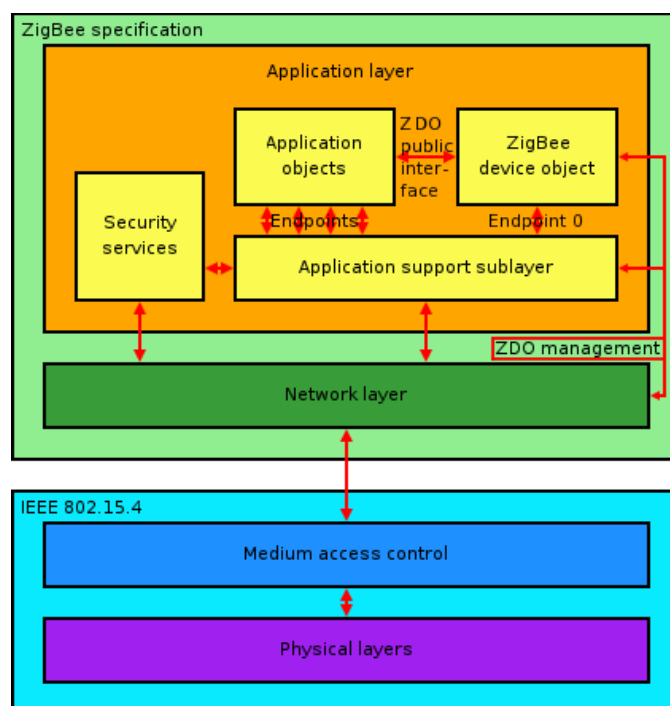 ZigBee specification
Application layer
Application
objects
ZDO
public
inter-
face
ZigBee
device object
Security
services
Endpoints
Endpoint 0
Application support sublayer
ZDO management
Network layer
IEEE 802.15.4
Medium access control
Physical layers